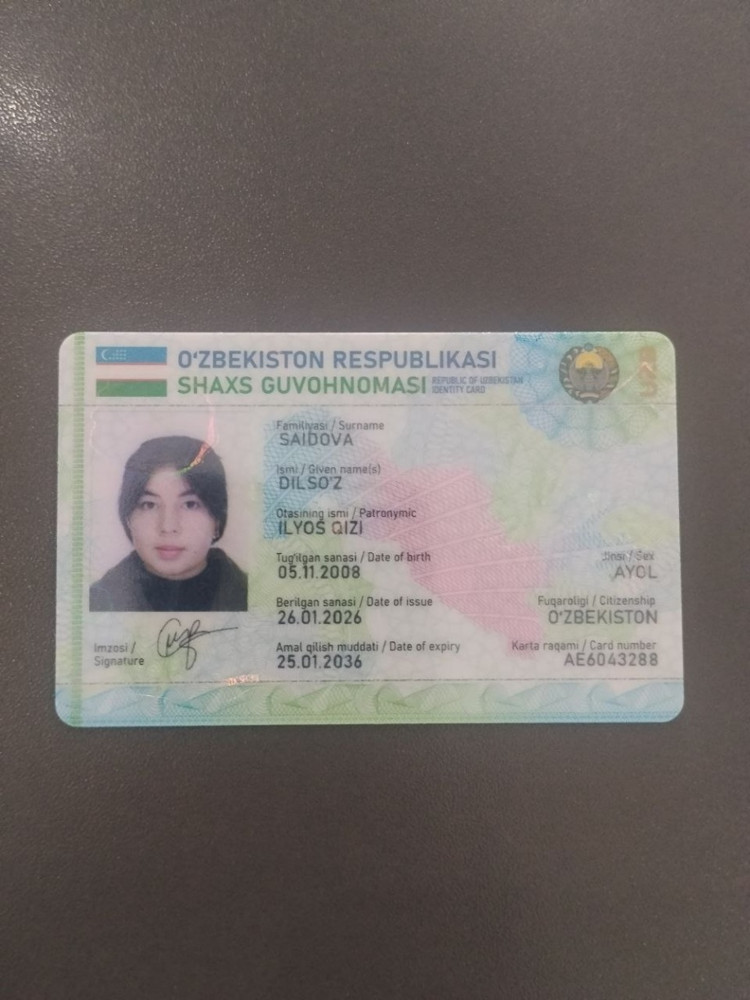 O‘ZBEKISTON RESPUBLIKASI
SHAXS GUVOHNOMASI REPUBLIC OF UZBEKISTAN
IDENTITY CARD
UZB
Familiyasi / Surname
SAIDOVA
Ismi / Given name(s)
DILSO‘Z
Otasining ismi / Patronymic
ILYOS QIZI
Tug‘ilgan sanasi / Date of birth
05.11.2008
Jinsi / Sex
AYOL
Berilgan sanasi / Date of issue
26.01.2026
Fuqaroligi / Citizenship
O‘ZBEKISTON
Amal qilish muddati / Date of expiry
25.01.2036
Karta raqami / Card number
AE6043288
Imzosi /
Signature